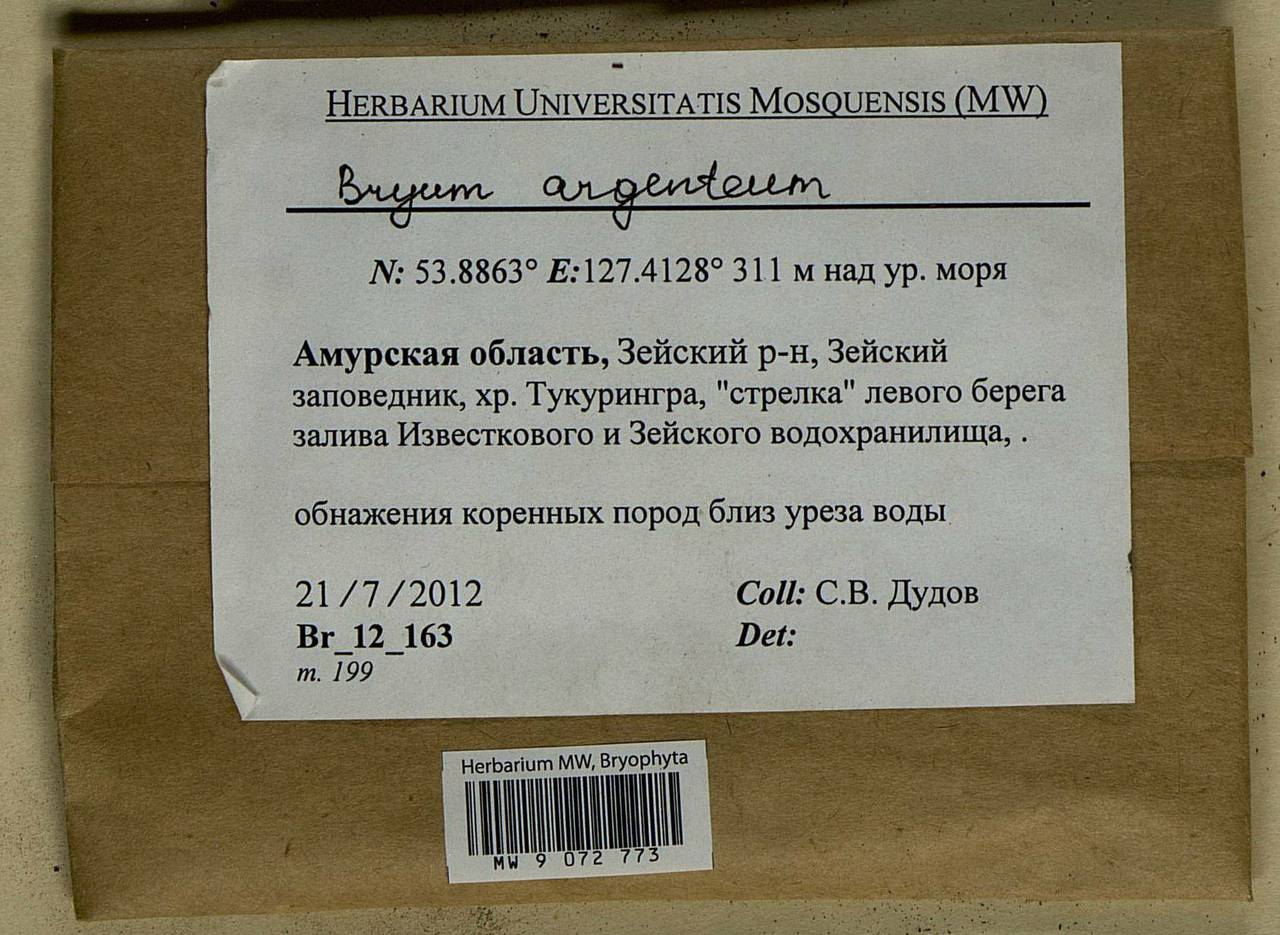 HERBARIUM UNIVERSITATIS MOSQUENSIS (MW)
Bryum argenteum
N: 53.8863° E:127.4128° 311 м над ур. моря
Амурская область, Зейский р-н, Зейский
заповедник, хр. Тукурингра, "стрелка" левого берега
залива Известкового и Зейского водохранилища, .
обнажения коренных пород близ уреза воды
21/7/2012 Coll: С.В. Дудов
Br_12_163 Det:
т. 199
Herbarium MW, Bryophyta
MW 9 072 773